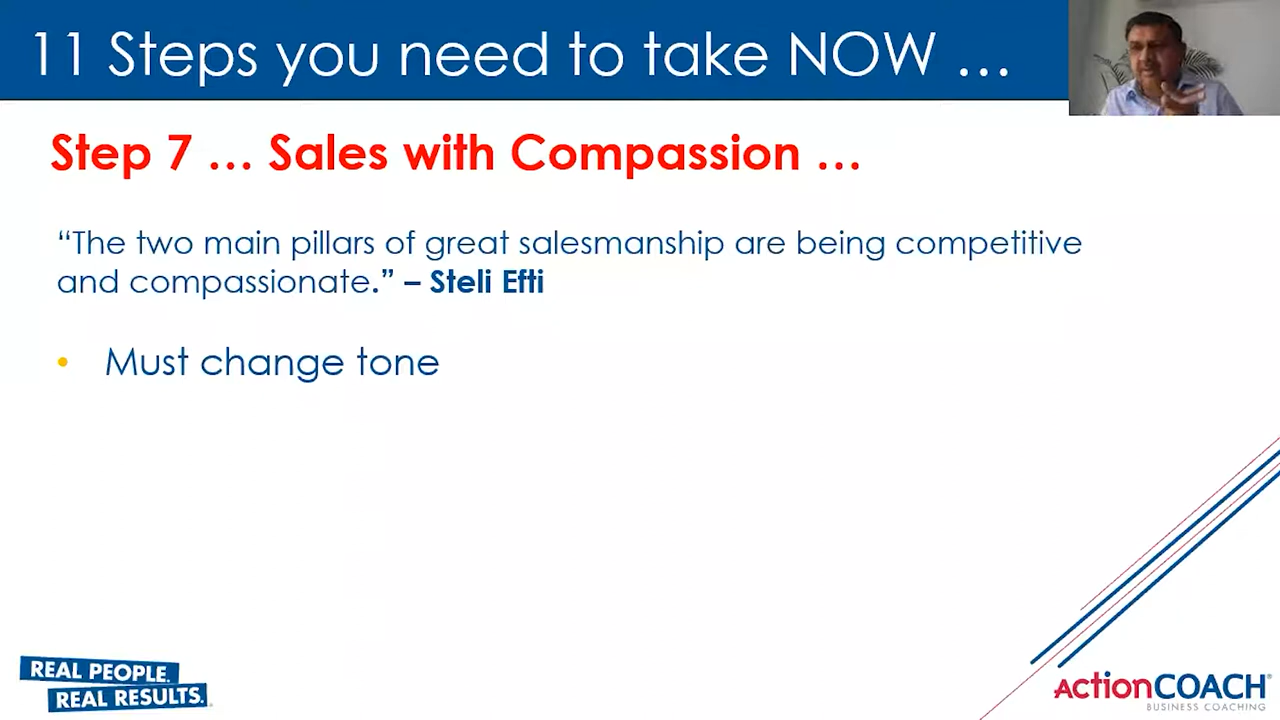 11 Steps you need to take NOW ...
Step 7 ... Sales with Compassion ...
“The two main pillars of great salesmanship are being competitive
and compassionate.” – Steli Efti
• Must change tone
REAL PEOPLE.
REAL RESULTS.
ActionCOACH®
BUSINESS COACHING